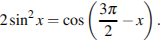 2 sin² x = cos(3π/2 − x).